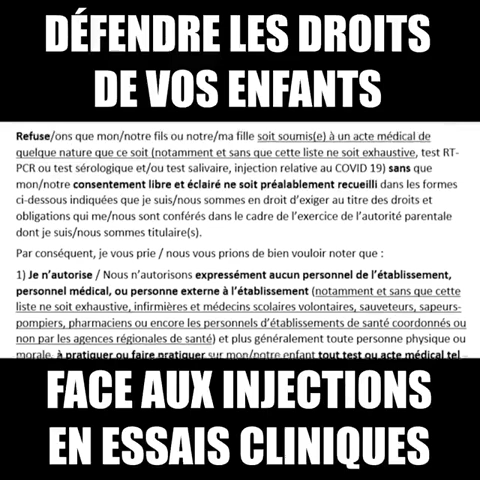 DÉFENDRE LES DROITS
DE VOS ENFANTS
Refuse/ons que mon/notre fils ou notre/ma fille soit soumis(e) à un acte médical de
quelque nature que ce soit (notamment et sans que cette liste ne soit exhaustive, test RT-
PCR ou test sérologique et/ou test salivaire, injection relative au COVID 19) sans que
mon/notre consentement libre et éclairé ne soit préalablement recueilli dans les formes
ci-dessous indiquées que je suis/nous sommes en droit d'exiger au titre des droits et
obligations qui me/nous sont conférés dans le cadre de l'exercice de l'autorité parentale
dont je suis/nous sommes titulaire(s).
Par conséquent, je vous prie / nous vous prions de bien vouloir noter que :
1) Je n'autorise / Nous n'autorisons expressément aucun personnel de l'établissement,
personnel médical, ou personne externe à l'établissement (notamment et sans que cette
liste ne soit exhaustive, infirmières et médecins scolaires volontaires, sauveteurs, sapeurs-
pompiers, pharmaciens ou encore les personnels d'établissements de santé coordonnés ou
non par les agences régionales de santé) et plus généralement toute personne physique ou
morale, à pratiquer ou faire pratiquer sur mon/notre enfant tout test ou acte médical tel
FACE AUX INJECTIONS
EN ESSAIS CLINIQUES